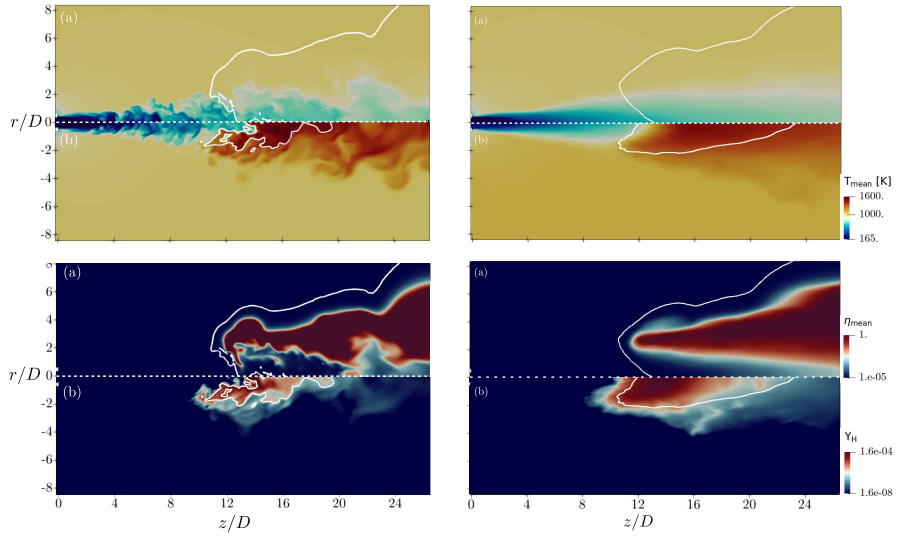 8
(a)
6
4
2
r/D
0
(b)
-2
-4
-6
-8
(a)
(b)
T_mean [K]
1600.
1000.
165.
8
(a)
6
4
2
r/D
0
(b)
-2
-4
-6
-8
0 4 8 12 16 20 24
z/D
(a)
(b)
0 4 8 12 16 20 24
z/D
η_mean
1.
1.e-05
Y_H
1.6e-04
1.6e-08